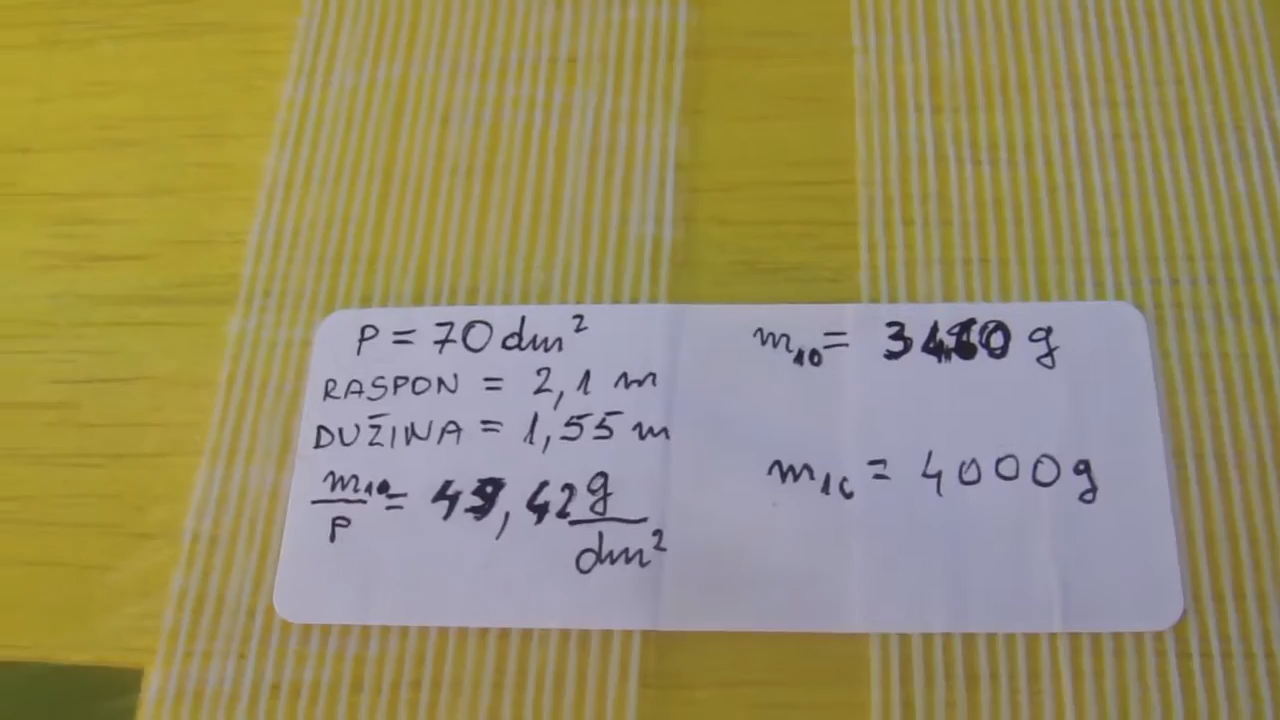 P = 70 dm²
RASPON = 2,1 m
DUŽINA = 1,55 m
m₁₀/P = 49,42 g/dm²
m₁₀ = 3460 g
m₁₆ = 4000 g